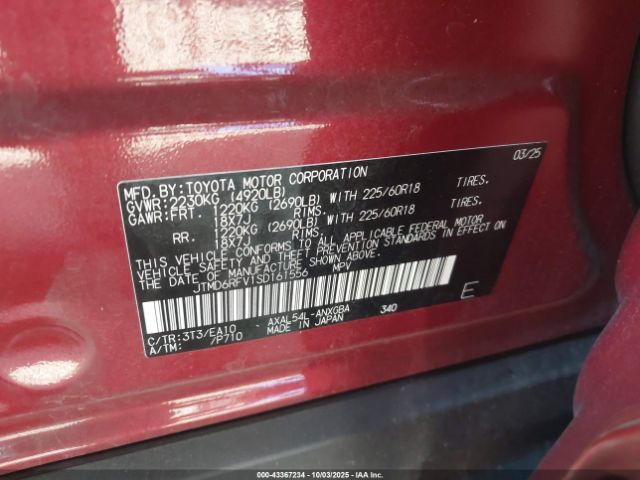 MFD.BY:TOYOTA MOTOR CORPORATION 03/25
GVWR:2230KG (4920LB)
GAWR:FRT. 1220KG (2690LB) WITH 225/60R18 TIRES.
18X7J RIMS.
RR. 1220KG (2690LB) WITH 225/60R18 TIRES.
18X7J RIMS.
THIS VEHICLE CONFORMS TO ALL APPLICABLE FEDERAL MOTOR
VEHICLE SAFETY AND THEFT PREVENTION STANDARDS IN
EFFECT ON THE DATE OF MANUFACTURE SHOWN ABOVE.
JTMD6RFV1SD161556 MPV
E
C/TR:3T3/EA10 AXAL54L-ANXGBA 340
A/TM: 7P710 MADE IN JAPAN
000-43367234 - 10/03/2025 - IAAI.com